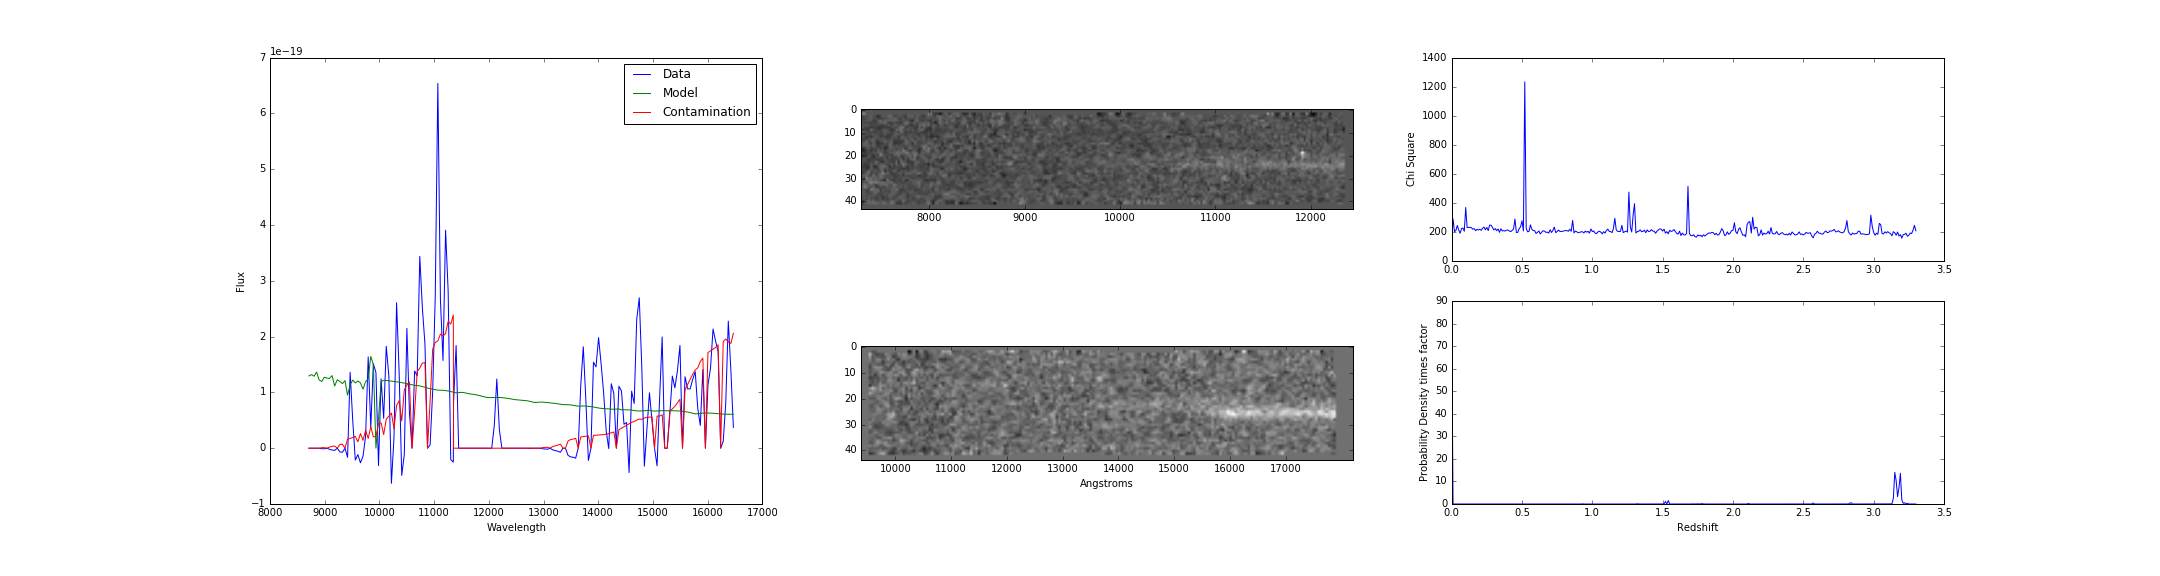 1e−19
7
6
5
4
3
2
1
0
−1
8000 9000 10000 11000 12000 13000 14000 15000 16000 17000
Flux
Wavelength
Data
Model
Contamination
0
10
20
30
40
8000 9000 10000 11000 12000
0
10
20
30
40
10000 11000 12000 13000 14000 15000 16000 17000
Angstroms
1400
1200
1000
800
600
400
200
0
0.0 0.5 1.0 1.5 2.0 2.5 3.0 3.5
Chi Square
90
80
70
60
50
40
30
20
10
0
0.0 0.5 1.0 1.5 2.0 2.5 3.0 3.5
Probability Density times factor
Redshift